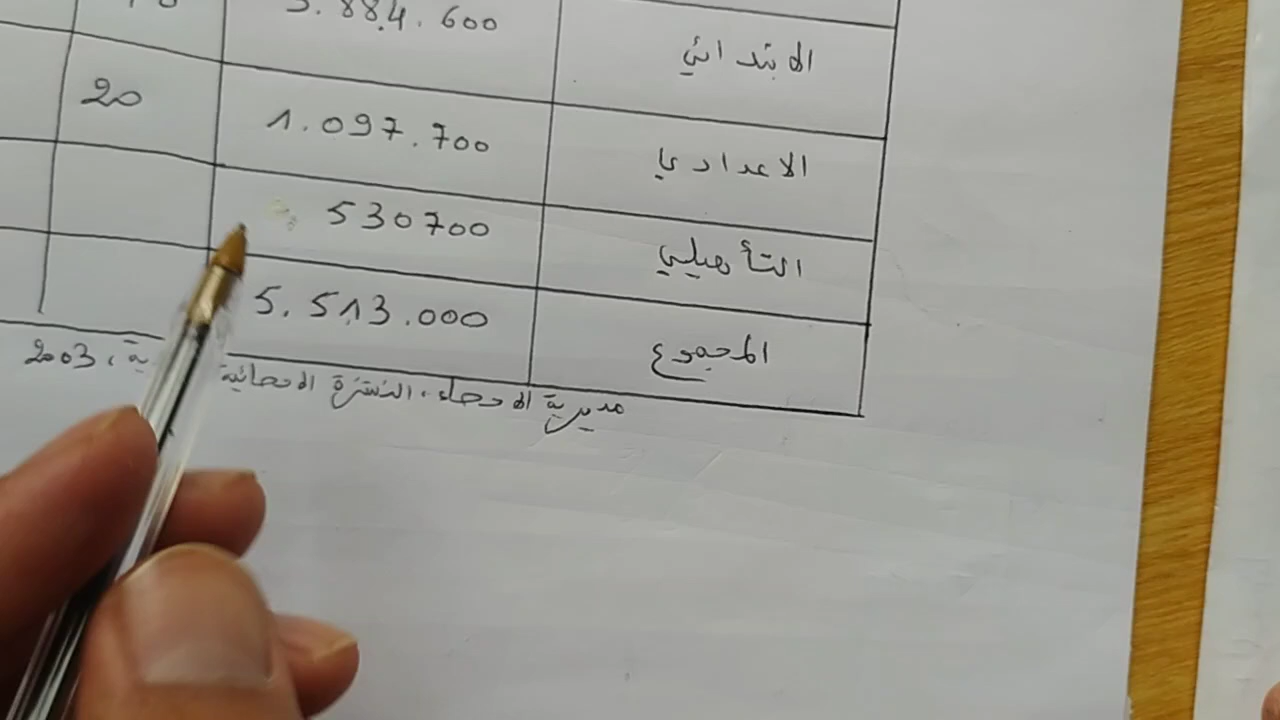 الابتدائي 3.884.600
الاعدادي 1.097.700 20
التأهيلي 530700
المجموع 5.513.000
مديرية الاحصاء، النشرة الاحصائية ية، 2003